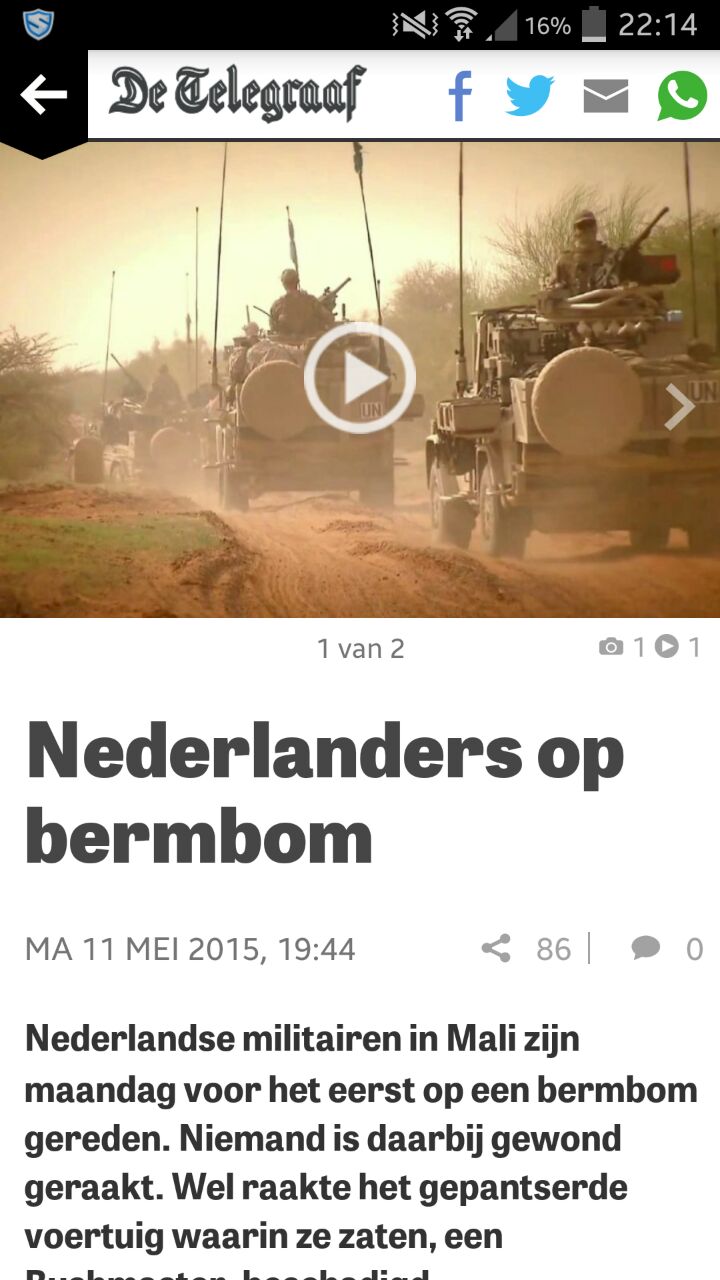 16% 22:14
De Telegraaf
UN
UN
1 van 2
1 1
Nederlanders op
bermbom
MA 11 MEI 2015, 19:44 86 0
Nederlandse militairen in Mali zijn
maandag voor het eerst op een bermbom
gereden. Niemand is daarbij gewond
geraakt. Wel raakte het gepantserde
voertuig waarin ze zaten, een
Bushmaster, beschadigd.